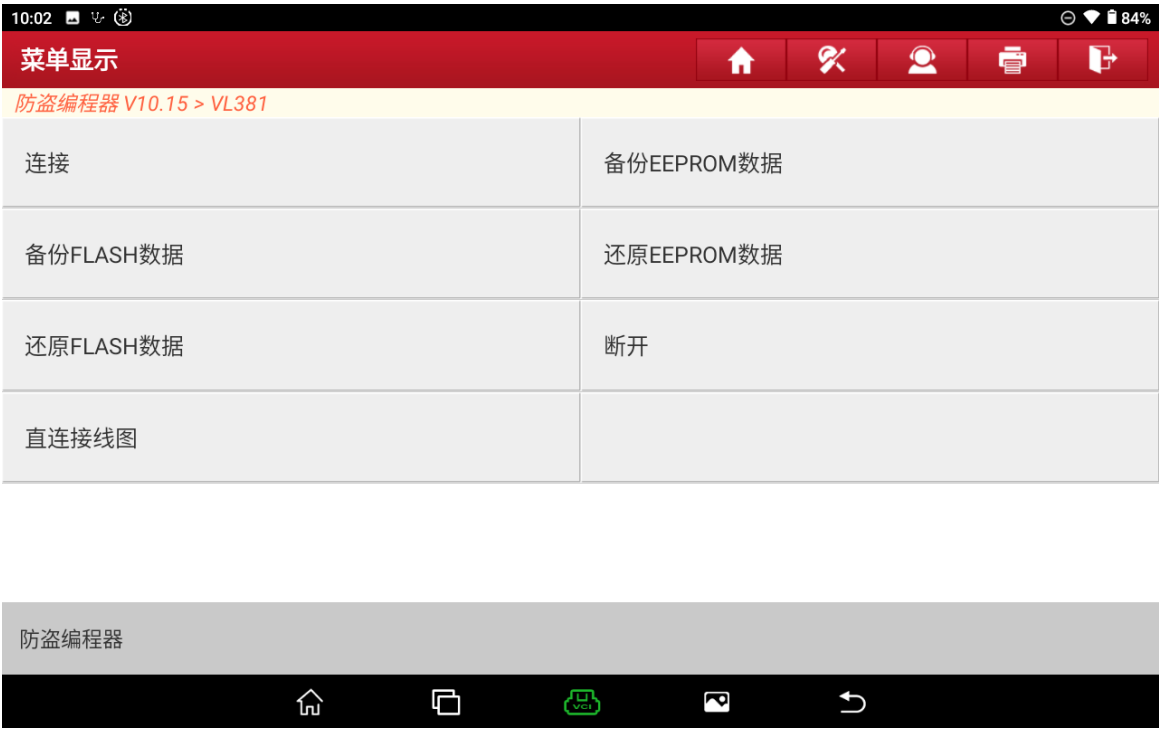 10:02 84%
菜单显示
防盗编程器 V10.15 > VL381
连接 备份EEPROM数据
备份FLASH数据 还原EEPROM数据
还原FLASH数据 断开
直连接线图
防盗编程器
VCI